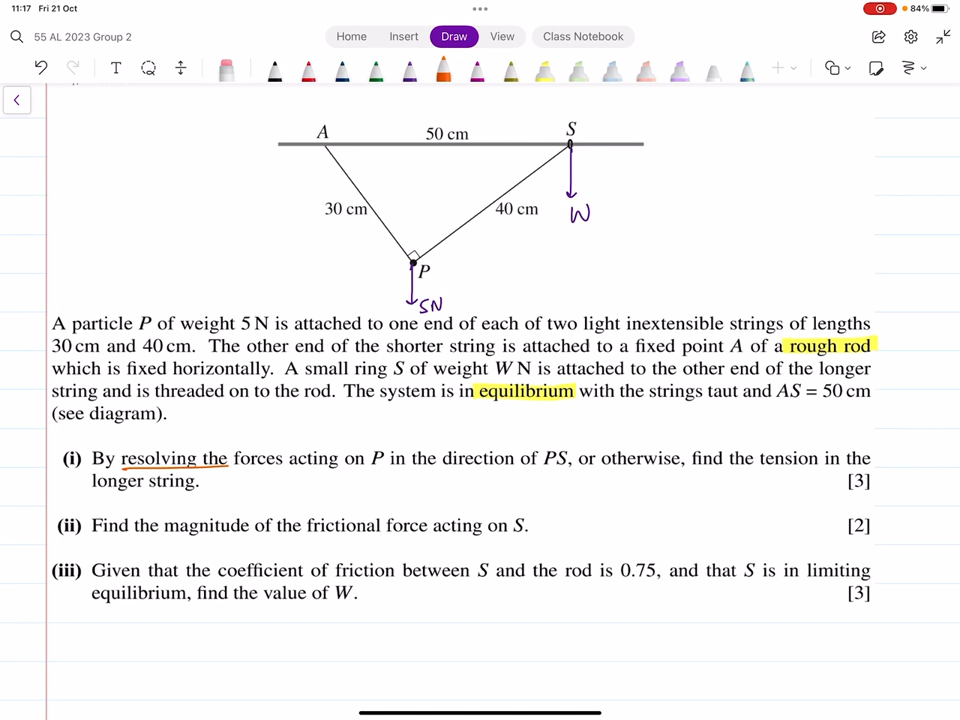 11:17 Fri 21 Oct
84%
55 AL 2023 Group 2
Home Insert Draw View Class Notebook
T
A 50 cm S
30 cm 40 cm W
P
5N
A particle P of weight 5 N is attached to one end of each of two light inextensible strings of lengths
30 cm and 40 cm. The other end of the shorter string is attached to a fixed point A of a rough rod
which is fixed horizontally. A small ring S of weight W N is attached to the other end of the longer
string and is threaded on to the rod. The system is in equilibrium with the strings taut and AS = 50 cm
(see diagram).
(i) By resolving the forces acting on P in the direction of PS, or otherwise, find the tension in the
longer string. [3]
(ii) Find the magnitude of the frictional force acting on S. [2]
(iii) Given that the coefficient of friction between S and the rod is 0.75, and that S is in limiting
equilibrium, find the value of W. [3]